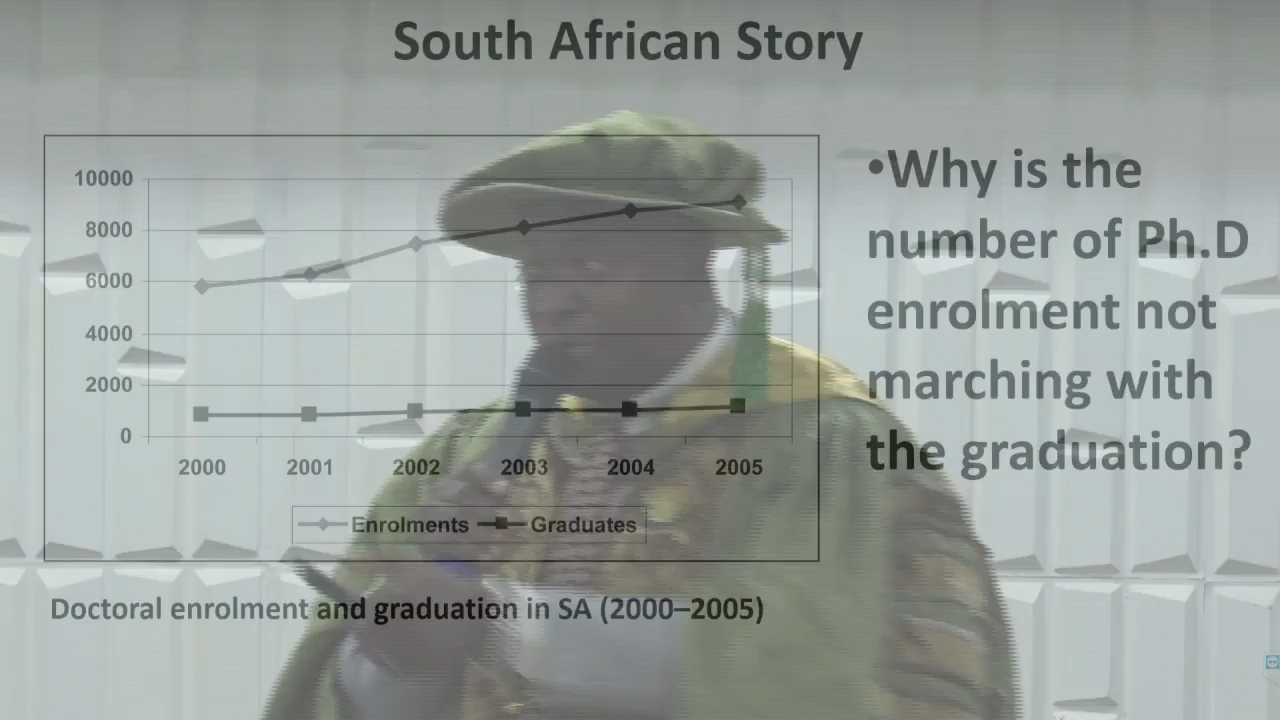 South African Story
10000
8000
6000
4000
2000
0
2000 2001 2002 2003 2004 2005
Enrolments Graduates
Doctoral enrolment and graduation in SA (2000–2005)
•Why is the
number of Ph.D
enrolment not
marching with
the graduation?